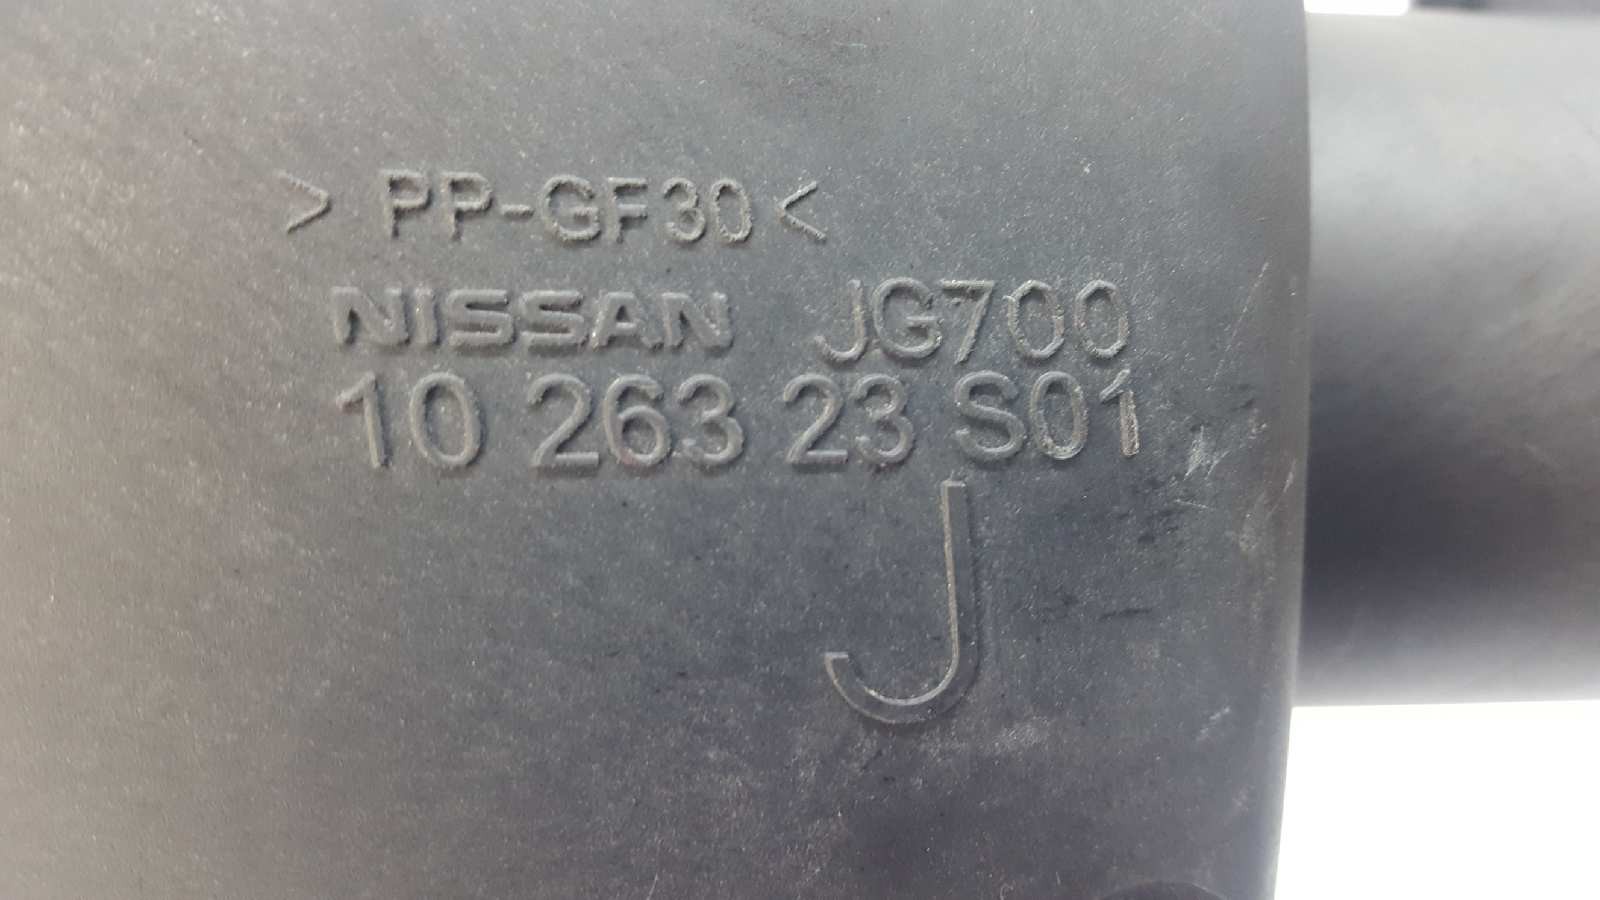 > PP-GF30 <
NISSAN JG700
10 263 23 S01
J